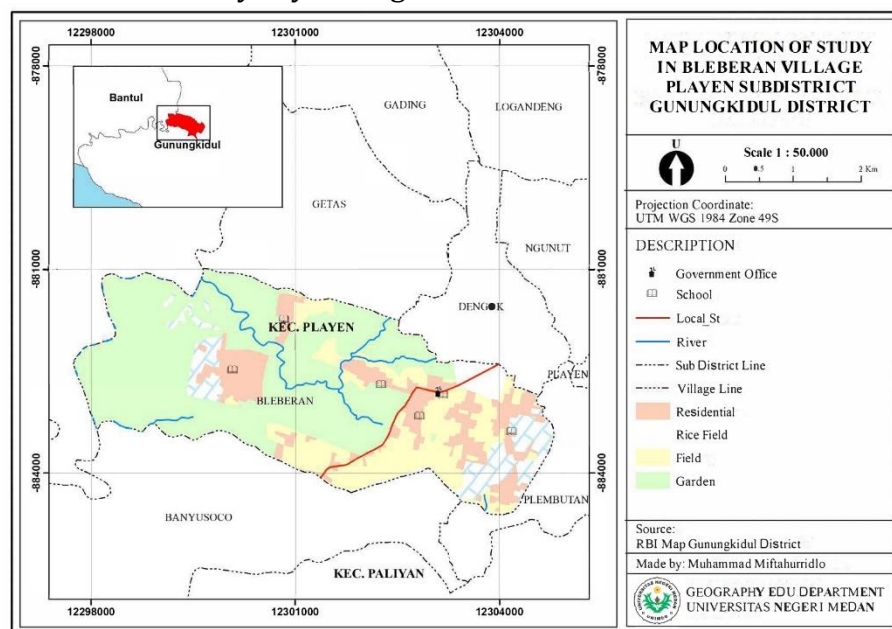 12298000
12301000
12304000
-878000
-881000
-884000
Bantul
Gunungkidul
GADING
LOGANDENG
GETAS
NGUNUT
DENGOK
KEC. PLAYEN
PLAYEN
BLEBERAN
PLEMBUTAN
BANYUSOCO
KEC. PALIYAN
-878000
-881000
-884000
12298000
12301000
12304000
MAP LOCATION OF STUDY
IN BLEBERAN VILLAGE
PLAYEN SUBDISTRICT
GUNUNGKIDUL DISTRICT
U
Scale 1 : 50.000
0 0.5 1 2 Km
Projection Coordinate:
UTM WGS 1984 Zone 49S
DESCRIPTION
Government Office
School
Local_St
River
Sub District Line
Village Line
Residential
Rice Field
Field
Garden
Source:
RBI Map Gunungkidul District
Made by: Muhammad Miftahurridlo
GEOGRAPHY EDU DEPARTMENT
UNIVERSITAS NEGERI MEDAN